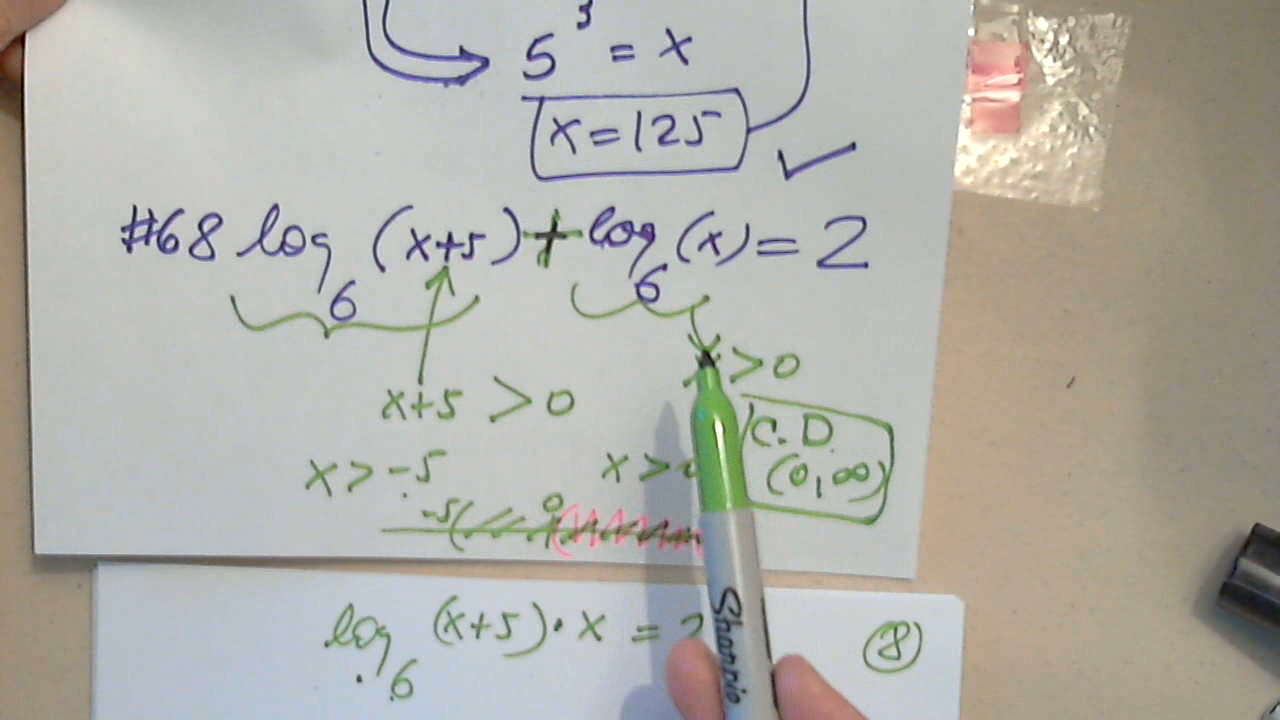 5³ = x
x = 125 ✓
#68 log₆ (x+5) + log₆ (x) = 2
x+5 > 0 x > 0
x > -5 x > 0 C.D.
(0, ∞)
-5 0
log₆ (x+5) · x = 2
8
Sharpie